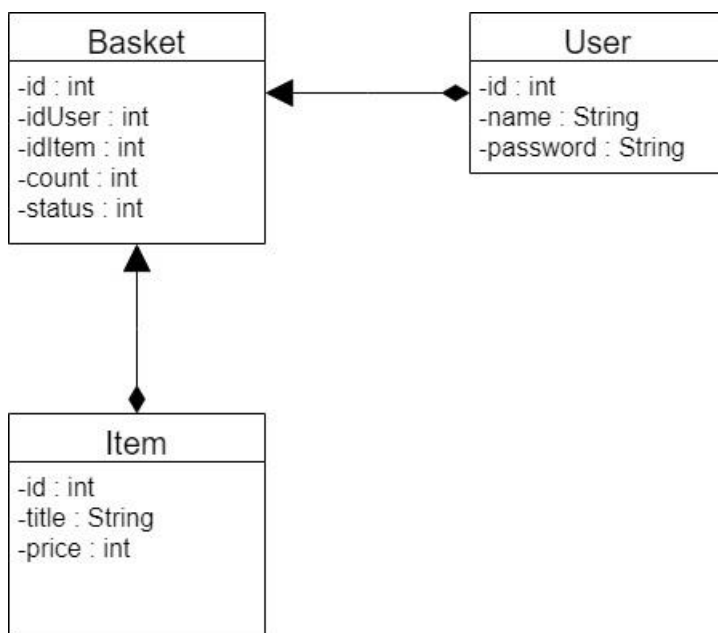 Basket
-id : int
-idUser : int
-idItem : int
-count : int
-status : int
User
-id : int
-name : String
-password : String
Item
-id : int
-title : String
-price : int